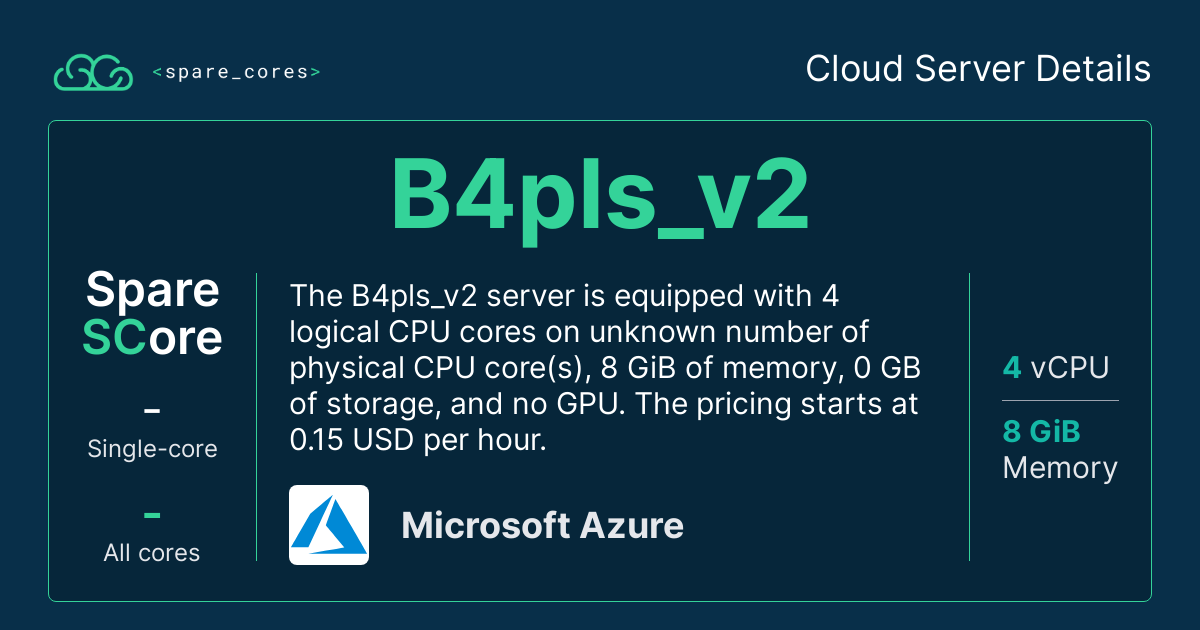 <spare_cores>
Cloud Server Details
B4pls_v2
Spare
SCore
–
Single-core
–
All cores
The B4pls_v2 server is equipped with 4
logical CPU cores on unknown number of
physical CPU core(s), 8 GiB of memory, 0 GB
of storage, and no GPU. The pricing starts at
0.15 USD per hour.
Microsoft Azure
4 vCPU
8 GiB
Memory